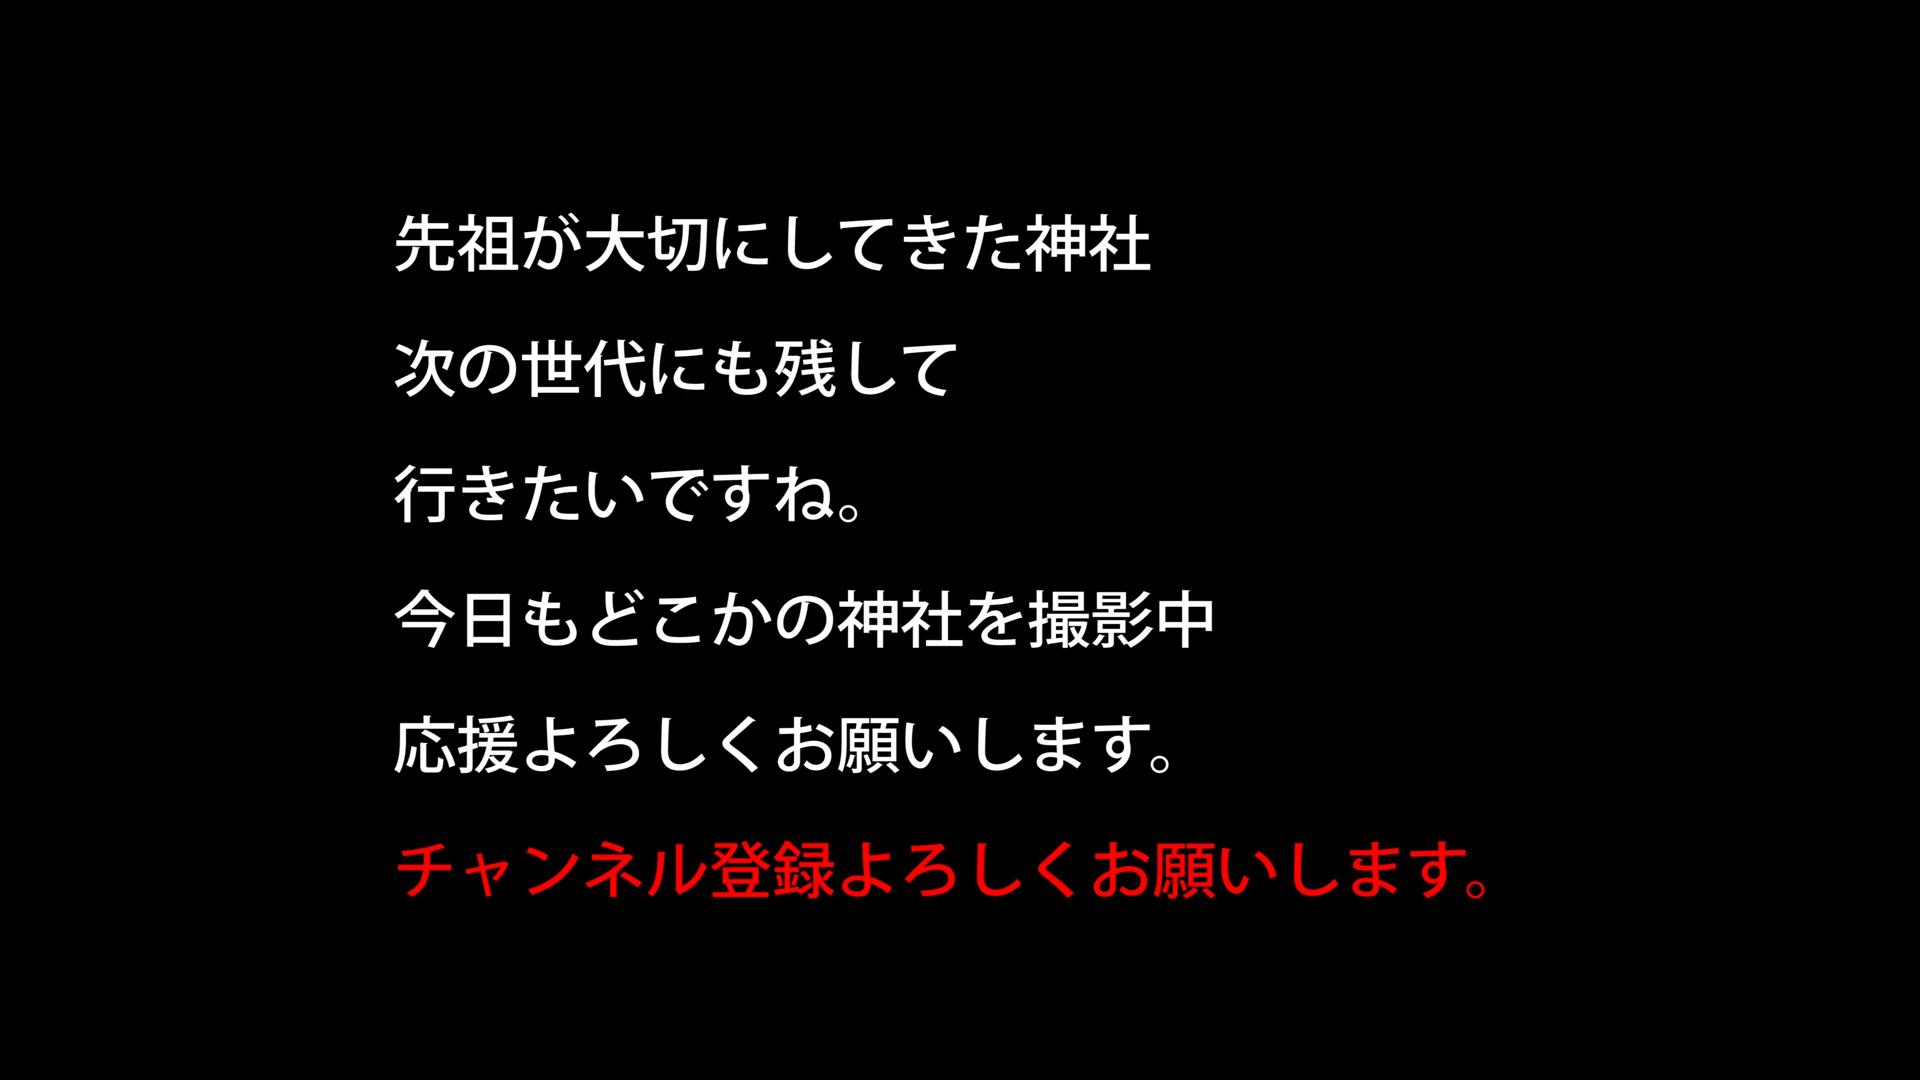 先祖が大切にしてきた神社
次の世代にも残して
行きたいですね。
今日もどこかの神社を撮影中
応援よろしくお願いします。
チャンネル登録よろしくお願いします。